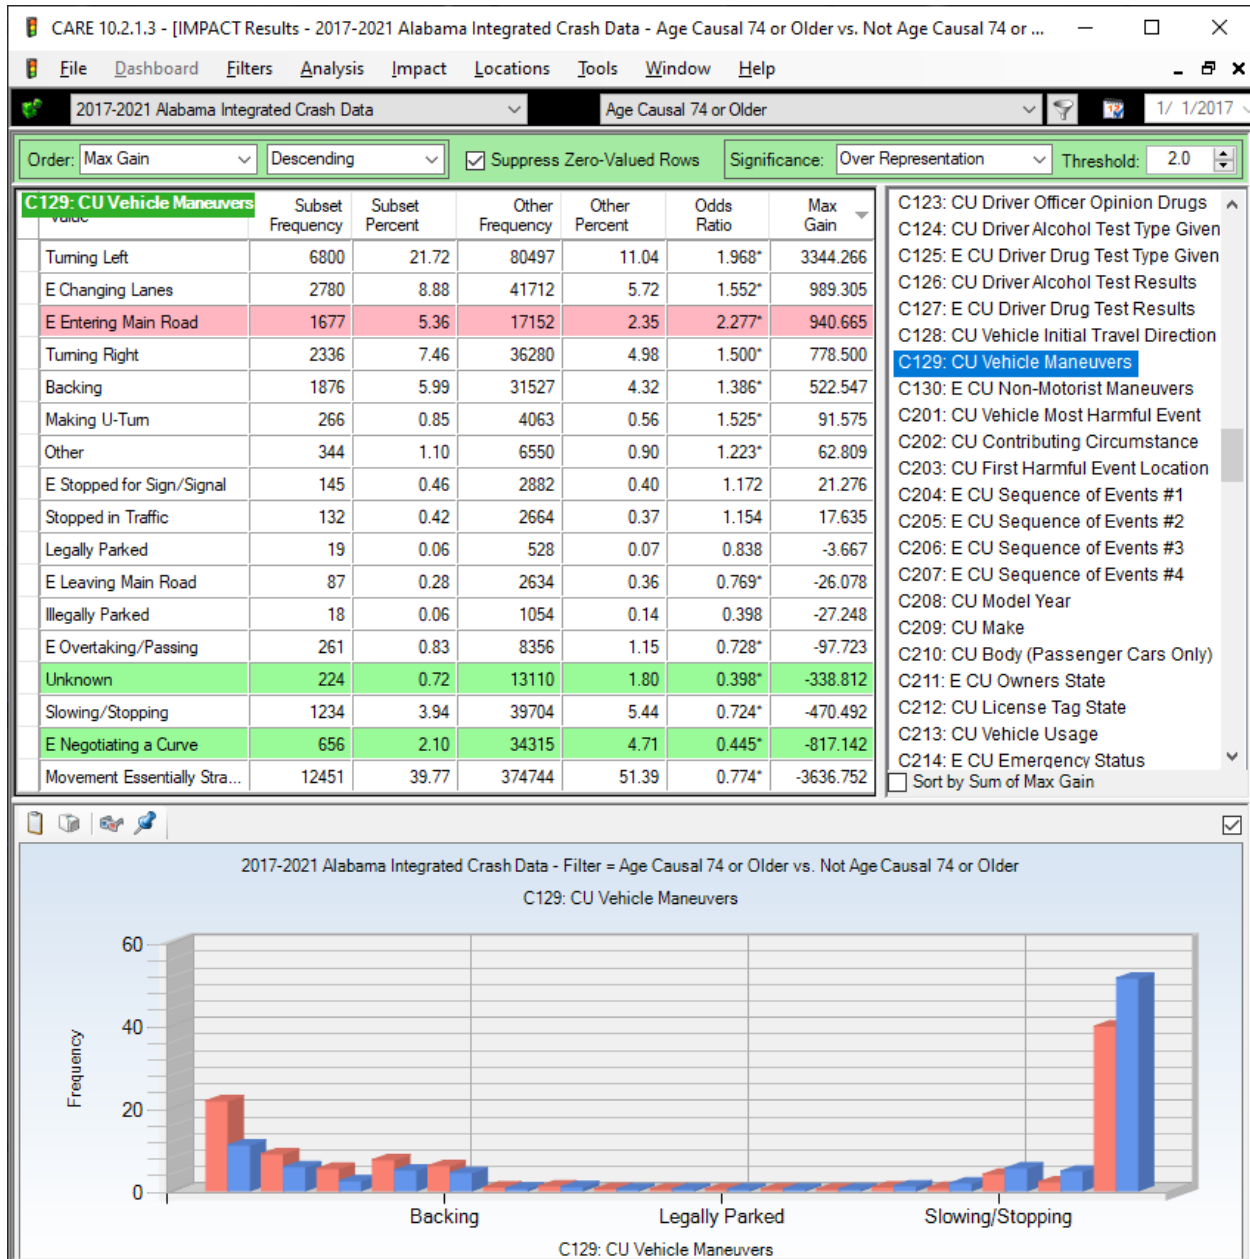 CARE 10.2.1.3 - [IMPACT Results - 2017-2021 Alabama Integrated Crash Data - Age Causal 74 or Older vs. Not Age Causal 74 or ...
File Dashboard Filters Analysis Impact Locations Tools Window Help
2017-2021 Alabama Integrated Crash Data Age Causal 74 or Older 1/ 1/2017
Order: Max Gain Descending Suppress Zero-Valued Rows Significance: Over Representation Threshold: 2.0
C129: CU Vehicle Maneuvers Subset Frequency Subset Percent Other Frequency Other Percent Odds Ratio Max Gain
Turning Left 6800 21.72 80497 11.04 1.968* 3344.266
E Changing Lanes 2780 8.88 41712 5.72 1.552* 989.305
E Entering Main Road 1677 5.36 17152 2.35 2.277* 940.665
Turning Right 2336 7.46 36280 4.98 1.500* 778.500
Backing 1876 5.99 31527 4.32 1.386* 522.547
Making U-Turn 266 0.85 4063 0.56 1.525* 91.575
Other 344 1.10 6550 0.90 1.223* 62.809
E Stopped for Sign/Signal 145 0.46 2882 0.40 1.172 21.276
Stopped in Traffic 132 0.42 2664 0.37 1.154 17.635
Legally Parked 19 0.06 528 0.07 0.838 -3.667
E Leaving Main Road 87 0.28 2634 0.36 0.769* -26.078
Illegally Parked 18 0.06 1054 0.14 0.398 -27.248
E Overtaking/Passing 261 0.83 8356 1.15 0.728* -97.723
Unknown 224 0.72 13110 1.80 0.398* -338.812
Slowing/Stopping 1234 3.94 39704 5.44 0.724* -470.492
E Negotiating a Curve 656 2.10 34315 4.71 0.445* -817.142
Movement Essentially Stra... 12451 39.77 374744 51.39 0.774* -3636.752
C123: CU Driver Officer Opinion Drugs
C124: CU Driver Alcohol Test Type Given
C125: E CU Driver Drug Test Type Given
C126: CU Driver Alcohol Test Results
C127: E CU Driver Drug Test Results
C128: CU Vehicle Initial Travel Direction
C129: CU Vehicle Maneuvers
C130: E CU Non-Motorist Maneuvers
C201: CU Vehicle Most Harmful Event
C202: CU Contributing Circumstance
C203: CU First Harmful Event Location
C204: E CU Sequence of Events #1
C205: E CU Sequence of Events #2
C206: E CU Sequence of Events #3
C207: E CU Sequence of Events #4
C208: CU Model Year
C209: CU Make
C210: CU Body (Passenger Cars Only)
C211: E CU Owners State
C212: CU License Tag State
C213: CU Vehicle Usage
C214: E CU Emergency Status
Sort by Sum of Max Gain
2017-2021 Alabama Integrated Crash Data - Filter = Age Causal 74 or Older vs. Not Age Causal 74 or Older
C129: CU Vehicle Maneuvers
Frequency
60
40
20
0
Backing Legally Parked Slowing/Stopping
C129: CU Vehicle Maneuvers